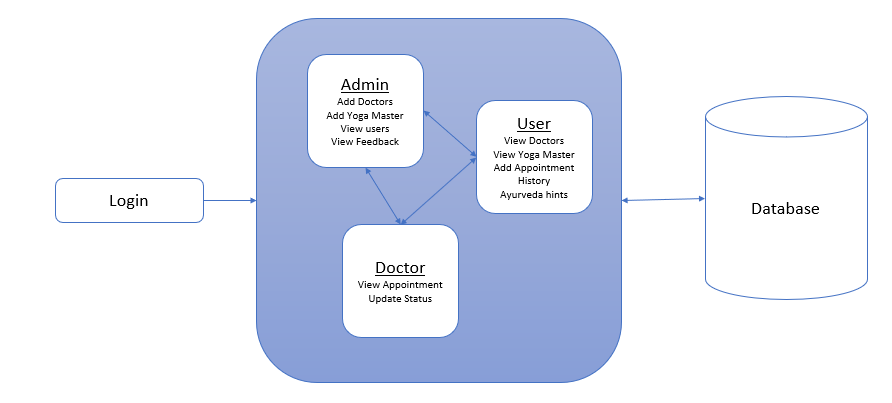 Login
Admin
Add Doctors
Add Yoga Master
View users
View Feedback
User
View Doctors
View Yoga Master
Add Appointment
History
Ayurveda hints
Doctor
View Appointment
Update Status
Database